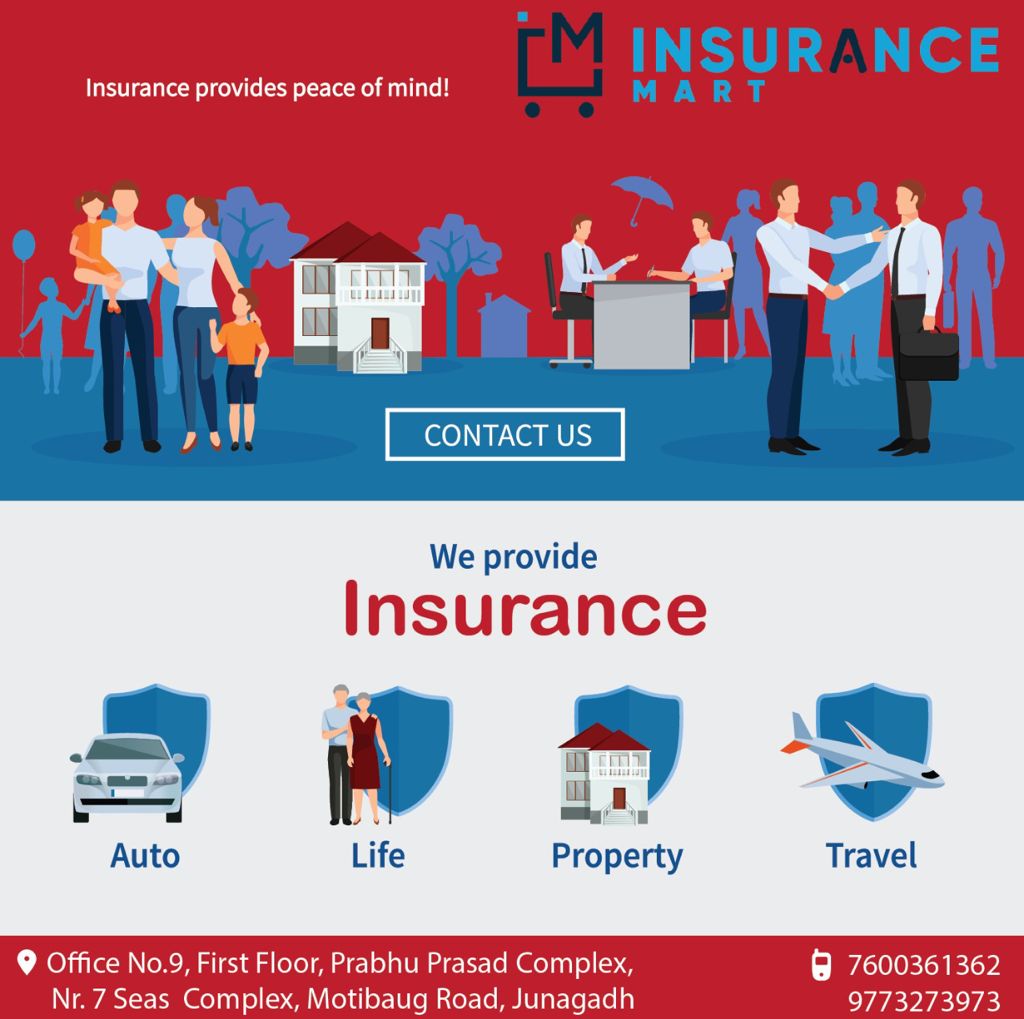 Insurance provides peace of mind!
iM INSURANCE
MART
CONTACT US
We provide
Insurance
Auto
Life
Property
Travel
Office No.9, First Floor, Prabhu Prasad Complex,
Nr. 7 Seas Complex, Motibaug Road, Junagadh
7600361362
9773273973